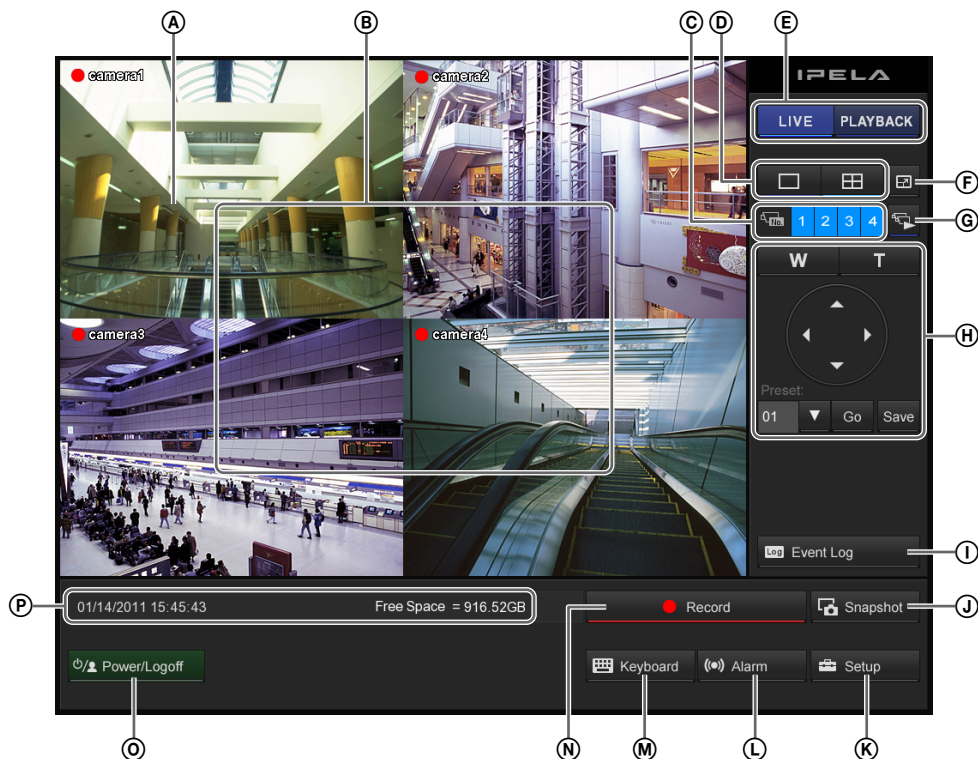 A B C D E
camera1
camera2
IPELA
LIVE PLAYBACK
F
No. 1 2 3 4
G
W T
H
camera3
camera4
Preset:
01 Go Save
Log Event Log
I
P
01/14/2011 15:45:43
Free Space = 916.52GB
Record
Snapshot
J
Power/Logoff
Keyboard
Alarm
Setup
O N M L K